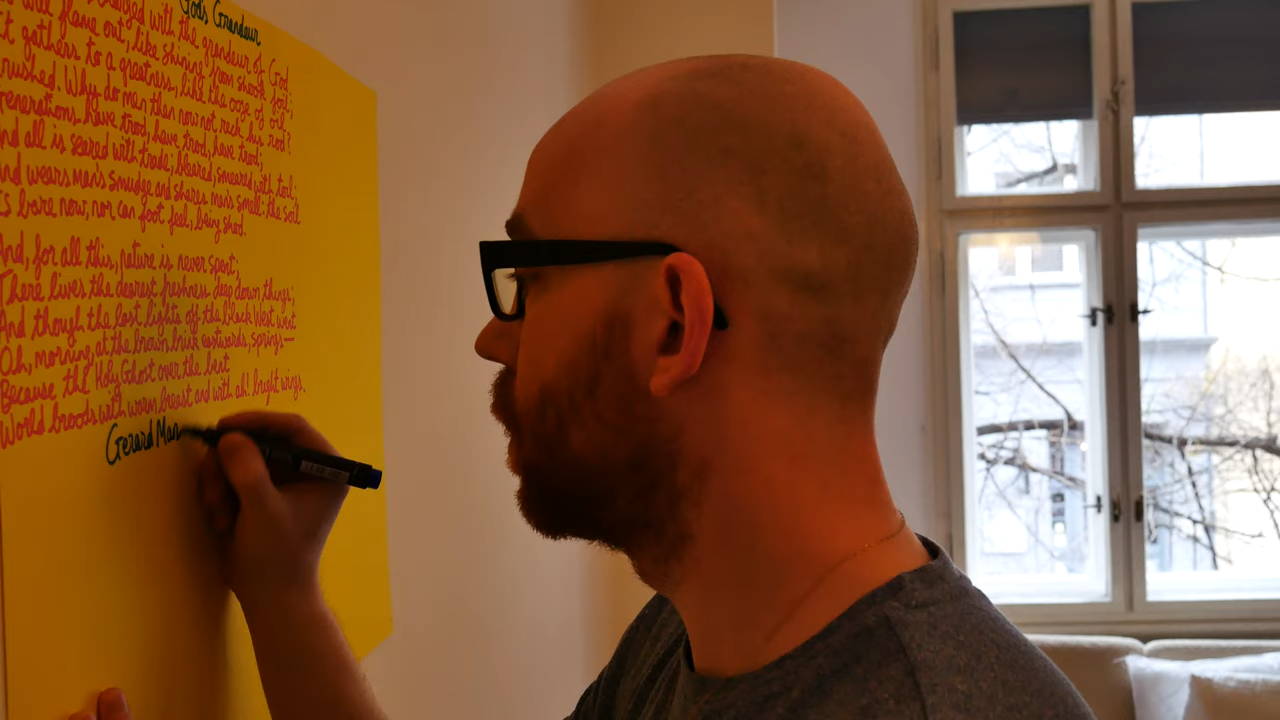 God's Grandeur
with the grandeur of God.
will flame out, like shining from shook foil;
It gathers to a greatness, like the ooze of oil
Crushed. Why do men then now not reck his rod?
Generations have trod, have trod, have trod;
And all is seared with trade; bleared, smeared with toil;
And wears man's smudge and shares man's smell: the soil
Is bare now, nor can foot feel, being shod.
And, for all this, nature is never spent;
There lives the dearest freshness deep down things;
And though the last lights off the black West went
Oh, morning, at the brown brink eastwards, springs—
Because the Holy Ghost over the bent
World broods with warm breast and with ah! bright wings.
Gerard Man